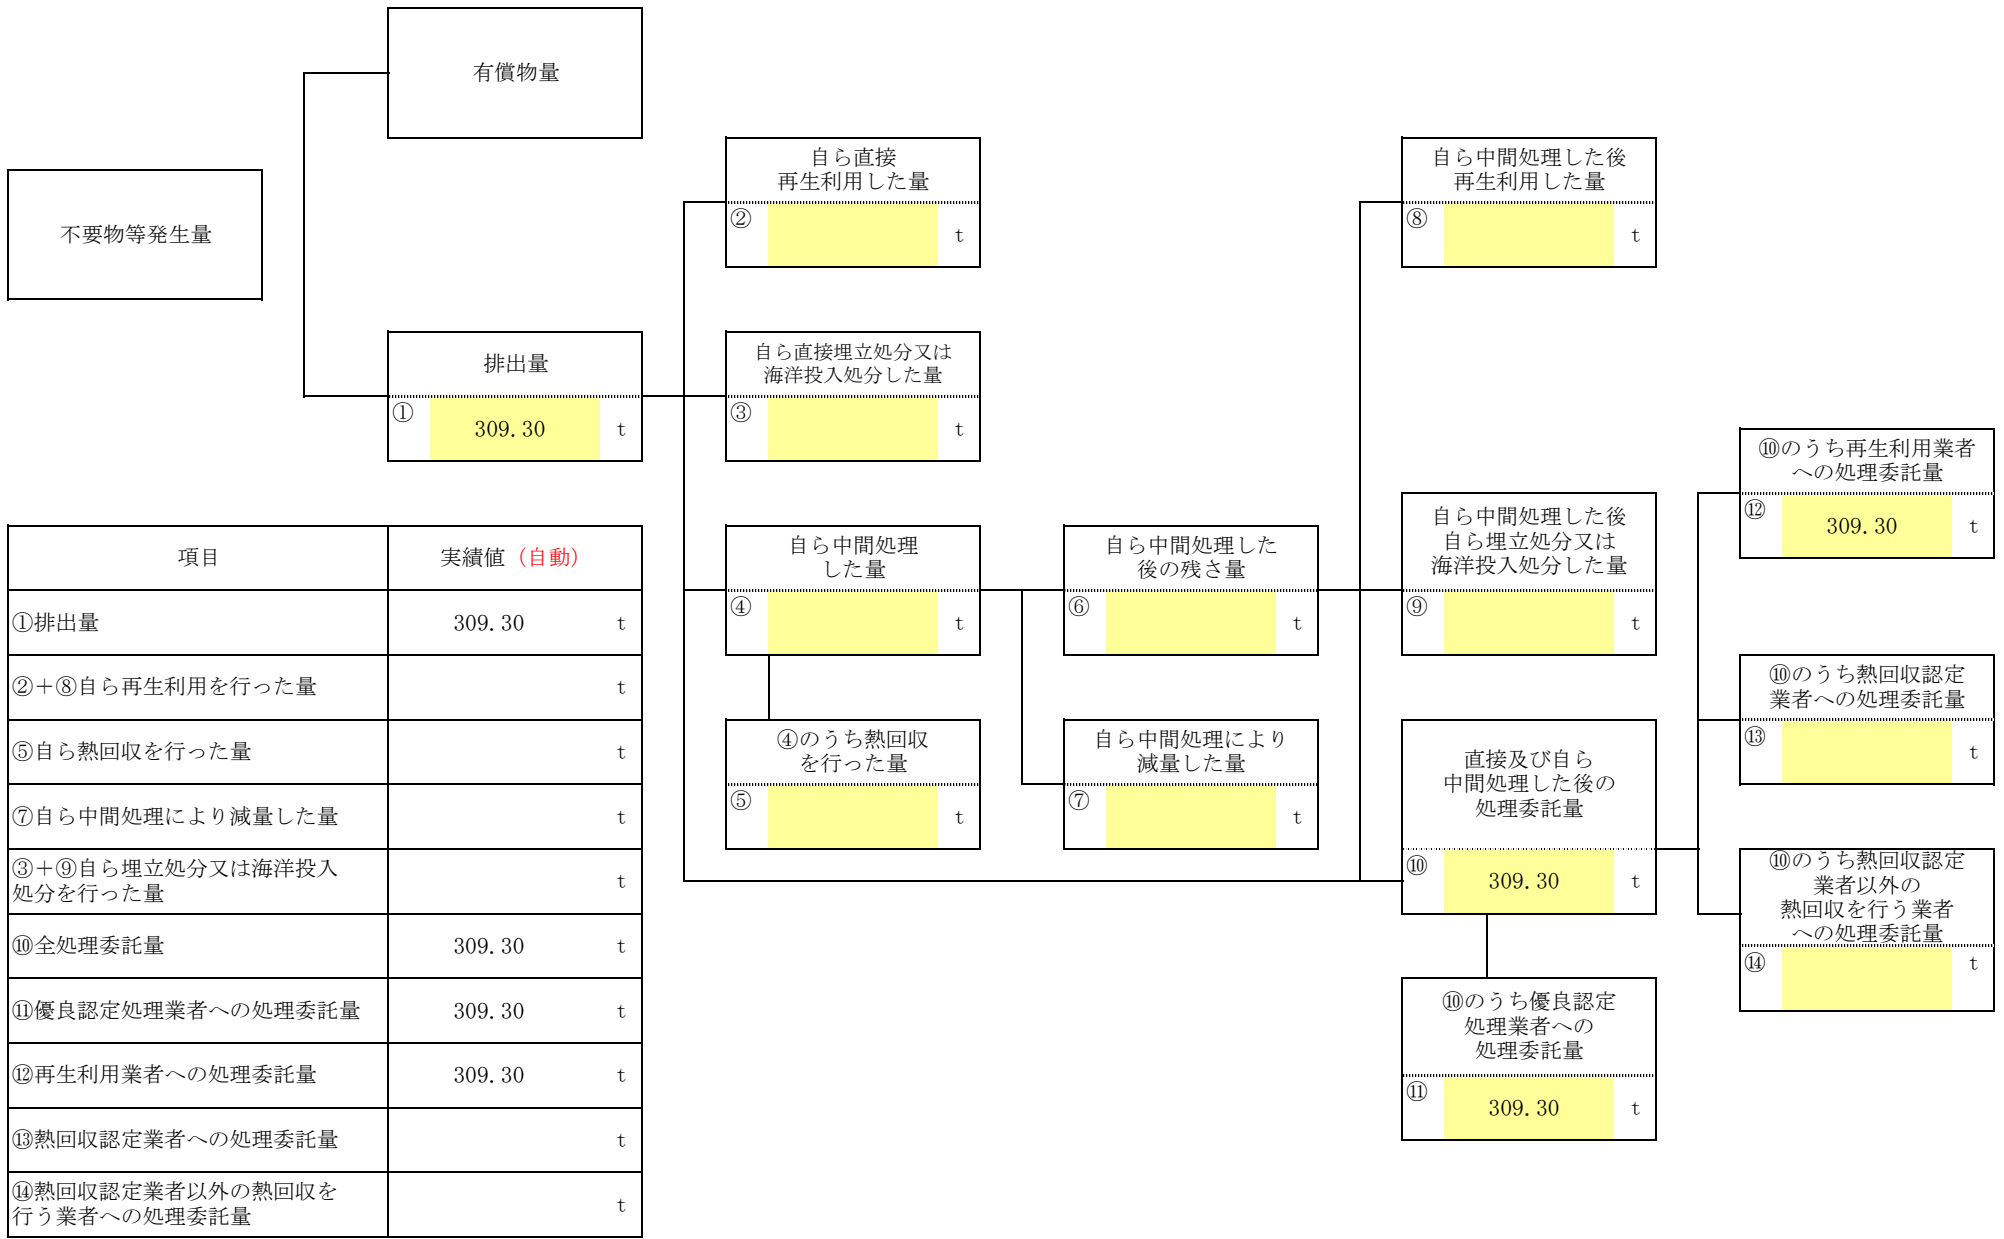 有償物量
不要物等発生量
排出量
①
309.30
t
自ら直接
再生利用した量
②
t
自ら直接埋立処分又は
海洋投入処分した量
③
t
自ら中間処理
した量
④
t
④のうち熱回収
を行った量
⑤
t
自ら中間処理した
後の残さ量
⑥
t
自ら中間処理により
減量した量
⑦
t
自ら中間処理した後
再生利用した量
⑧
t
自ら中間処理した後
自ら埋立処分又は
海洋投入処分した量
⑨
t
直接及び自ら
中間処理した後の
処理委託量
⑩
309.30
t
⑩のうち優良認定
処理業者への
処理委託量
⑪
309.30
t
⑩のうち再生利用業者
への処理委託量
⑫
309.30
t
⑩のうち熱回収認定
業者への処理委託量
⑬
t
⑩のうち熱回収認定
業者以外の
熱回収を行う業者
への処理委託量
⑭
t
項目 実績値（自動）
①排出量 309.30 t
②＋⑧自ら再生利用を行った量 t
⑤自ら熱回収を行った量 t
⑦自ら中間処理により減量した量 t
③＋⑨自ら埋立処分又は海洋投入
処分を行った量 t
⑩全処理委託量 309.30 t
⑪優良認定処理業者への処理委託量 309.30 t
⑫再生利用業者への処理委託量 309.30 t
⑬熱回収認定業者への処理委託量 t
⑭熱回収認定業者以外の熱回収を
行う業者への処理委託量 t